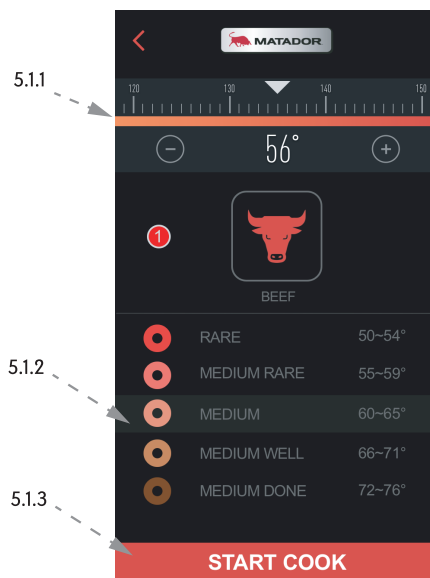 MATADOR
5.1.1
120 130 140 150
56°
1
BEEF
RARE 50~54°
MEDIUM RARE 55~59°
5.1.2
MEDIUM 60~65°
MEDIUM WELL 66~71°
MEDIUM DONE 72~76°
5.1.3
START COOK